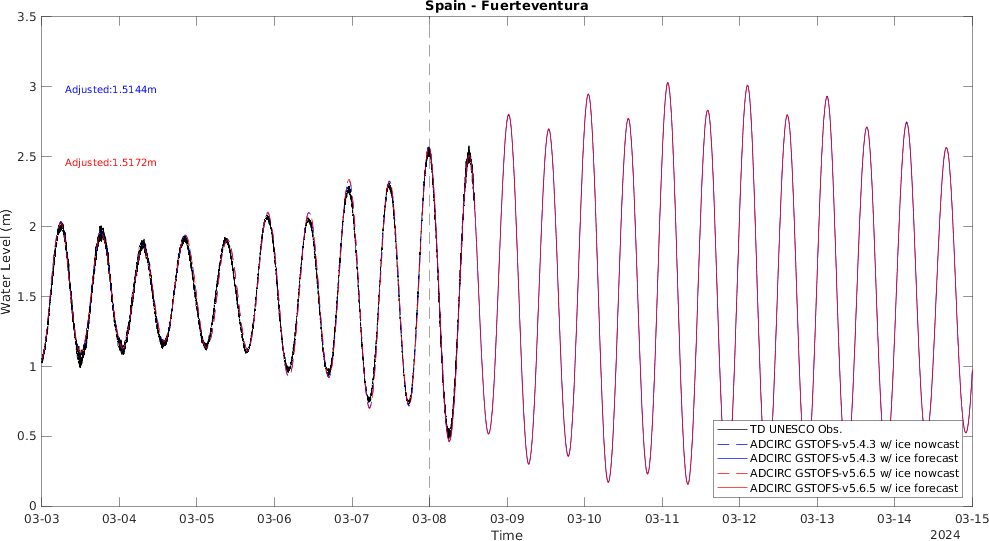 Spain - Fuerteventura
3.5
3
2.5
2
1.5
1
0.5
0
Water Level (m)
Adjusted:1.5144m
Adjusted:1.5172m
TD UNESCO Obs.
ADCIRC GSTOFS-v5.4.3 w/ ice nowcast
ADCIRC GSTOFS-v5.4.3 w/ ice forecast
ADCIRC GSTOFS-v5.6.5 w/ ice nowcast
ADCIRC GSTOFS-v5.6.5 w/ ice forecast
03-03 03-04 03-05 03-06 03-07 03-08 03-09 03-10 03-11 03-12 03-13 03-14 03-15
Time
2024